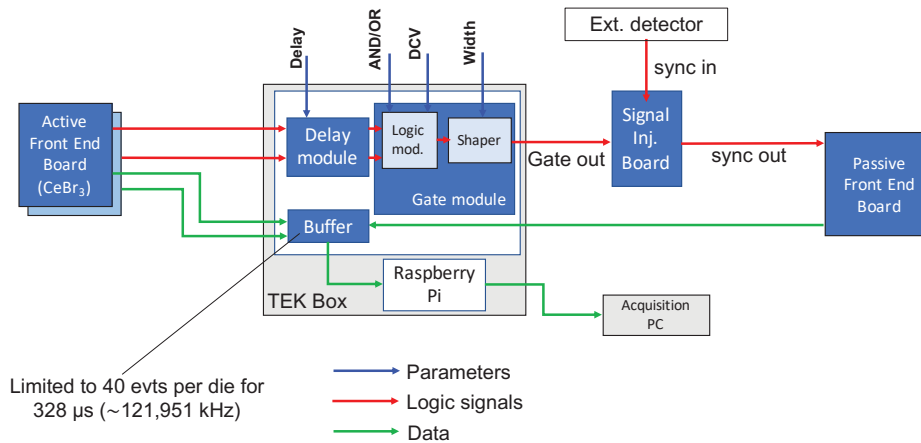 Ext. detector
Delay
AND/OR
DCV
Width
sync in
Active
Front End
Board
(CeBr₃)
Delay
module
Logic
mod.
Shaper
Gate module
Gate out
Signal
Inj.
Board
sync out
Passive
Front End
Board
Buffer
Raspberry
Pi
TEK Box
Acquisition
PC
Limited to 40 evts per die for
328 µs (~121,951 kHz)
Parameters
Logic signals
Data